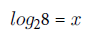 log₂8 = x